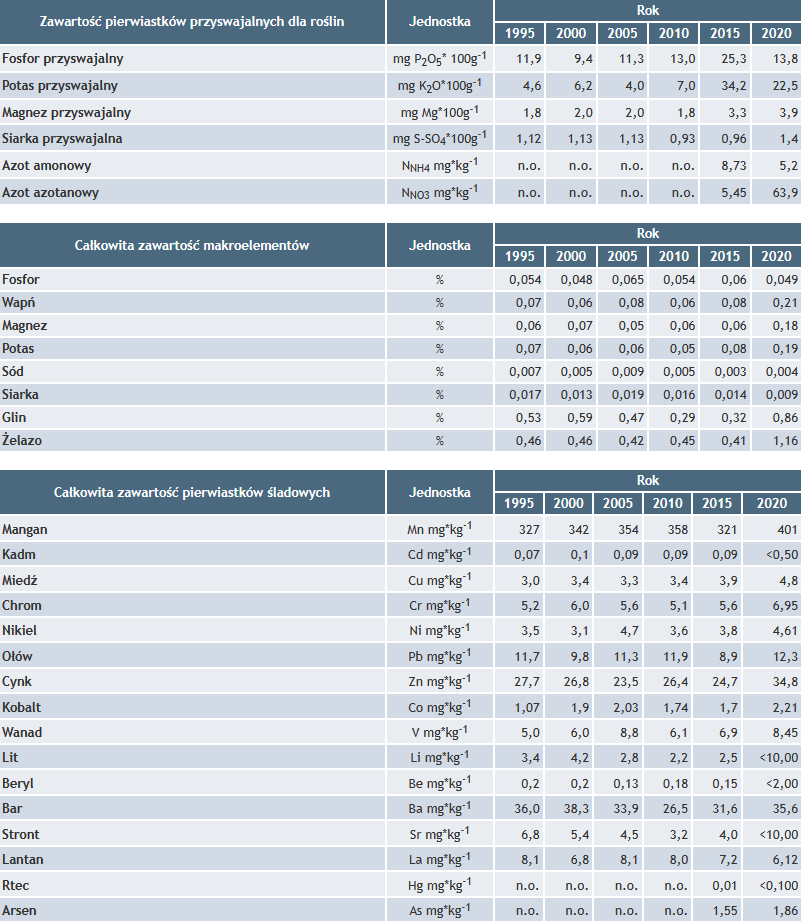 Zawartość pierwiastków przyswajalnych dla roślin Jednostka Rok
1995 2000 2005 2010 2015 2020
Fosfor przyswajalny mg P₂O₅* 100g⁻¹ 11,9 9,4 11,3 13,0 25,3 13,8
Potas przyswajalny mg K₂O*100g⁻¹ 4,6 6,2 4,0 7,0 34,2 22,5
Magnez przyswajalny mg Mg*100g⁻¹ 1,8 2,0 2,0 1,8 3,3 3,9
Siarka przyswajalna mg S-SO₄*100g⁻¹ 1,12 1,13 1,13 0,93 0,96 1,4
Azot amonowy NNH4 mg*kg⁻¹ n.o. n.o. n.o. n.o. 8,73 5,2
Azot azotanowy NNO3 mg*kg⁻¹ n.o. n.o. n.o. n.o. 5,45 63,9
Całkowita zawartość makroelementów Jednostka Rok
1995 2000 2005 2010 2015 2020
Fosfor % 0,054 0,048 0,065 0,054 0,06 0,049
Wapń % 0,07 0,06 0,08 0,06 0,08 0,21
Magnez % 0,06 0,07 0,05 0,06 0,06 0,18
Potas % 0,07 0,06 0,06 0,05 0,08 0,19
Sód % 0,007 0,005 0,009 0,005 0,003 0,004
Siarka % 0,017 0,013 0,019 0,016 0,014 0,009
Glin % 0,53 0,59 0,47 0,29 0,32 0,86
Żelazo % 0,46 0,46 0,42 0,45 0,41 1,16
Całkowita zawartość pierwiastków śladowych Jednostka Rok
1995 2000 2005 2010 2015 2020
Mangan Mn mg*kg⁻¹ 327 342 354 358 321 401
Kadm Cd mg*kg⁻¹ 0,07 0,1 0,09 0,09 0,09 <0,50
Miedź Cu mg*kg⁻¹ 3,0 3,4 3,3 3,4 3,9 4,8
Chrom Cr mg*kg⁻¹ 5,2 6,0 5,6 5,1 5,6 6,95
Nikiel Ni mg*kg⁻¹ 3,5 3,1 4,7 3,6 3,8 4,61
Ołów Pb mg*kg⁻¹ 11,7 9,8 11,3 11,9 8,9 12,3
Cynk Zn mg*kg⁻¹ 27,7 26,8 23,5 26,4 24,7 34,8
Kobalt Co mg*kg⁻¹ 1,07 1,9 2,03 1,74 1,7 2,21
Wanad V mg*kg⁻¹ 5,0 6,0 8,8 6,1 6,9 8,45
Lit Li mg*kg⁻¹ 3,4 4,2 2,8 2,2 2,5 <10,00
Beryl Be mg*kg⁻¹ 0,2 0,2 0,13 0,18 0,15 <2,00
Bar Ba mg*kg⁻¹ 36,0 38,3 33,9 26,5 31,6 35,6
Stront Sr mg*kg⁻¹ 6,8 5,4 4,5 3,2 4,0 <10,00
Lantan La mg*kg⁻¹ 8,1 6,8 8,1 8,0 7,2 6,12
Rtec Hg mg*kg⁻¹ n.o. n.o. n.o. n.o. 0,01 <0,100
Arsen As mg*kg⁻¹ n.o. n.o. n.o. n.o. 1,55 1,86